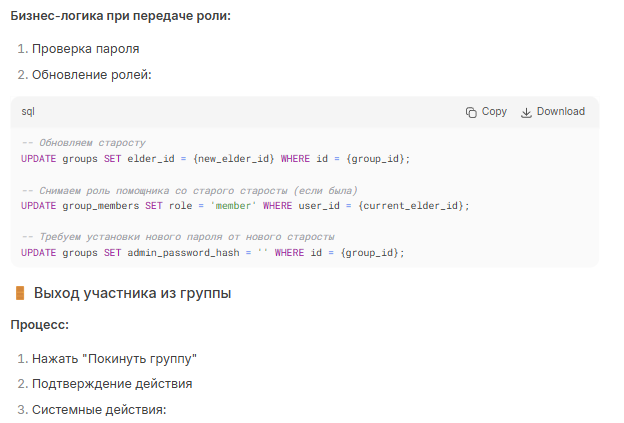 Бизнес-логика при передаче роли:
1. Проверка пароля
2. Обновление ролей:
sql Copy Download
-- Обновляем старосту
UPDATE groups SET elder_id = {new_elder_id} WHERE id = {group_id};
-- Снимаем роль помощника со старого старосты (если была)
UPDATE group_members SET role = 'member' WHERE user_id = {current_elder_id};
-- Требуем установки нового пароля от нового старосты
UPDATE groups SET admin_password_hash = '' WHERE id = {group_id};
Выход участника из группы
Процесс:
1. Нажать "Покинуть группу"
2. Подтверждение действия
3. Системные действия: